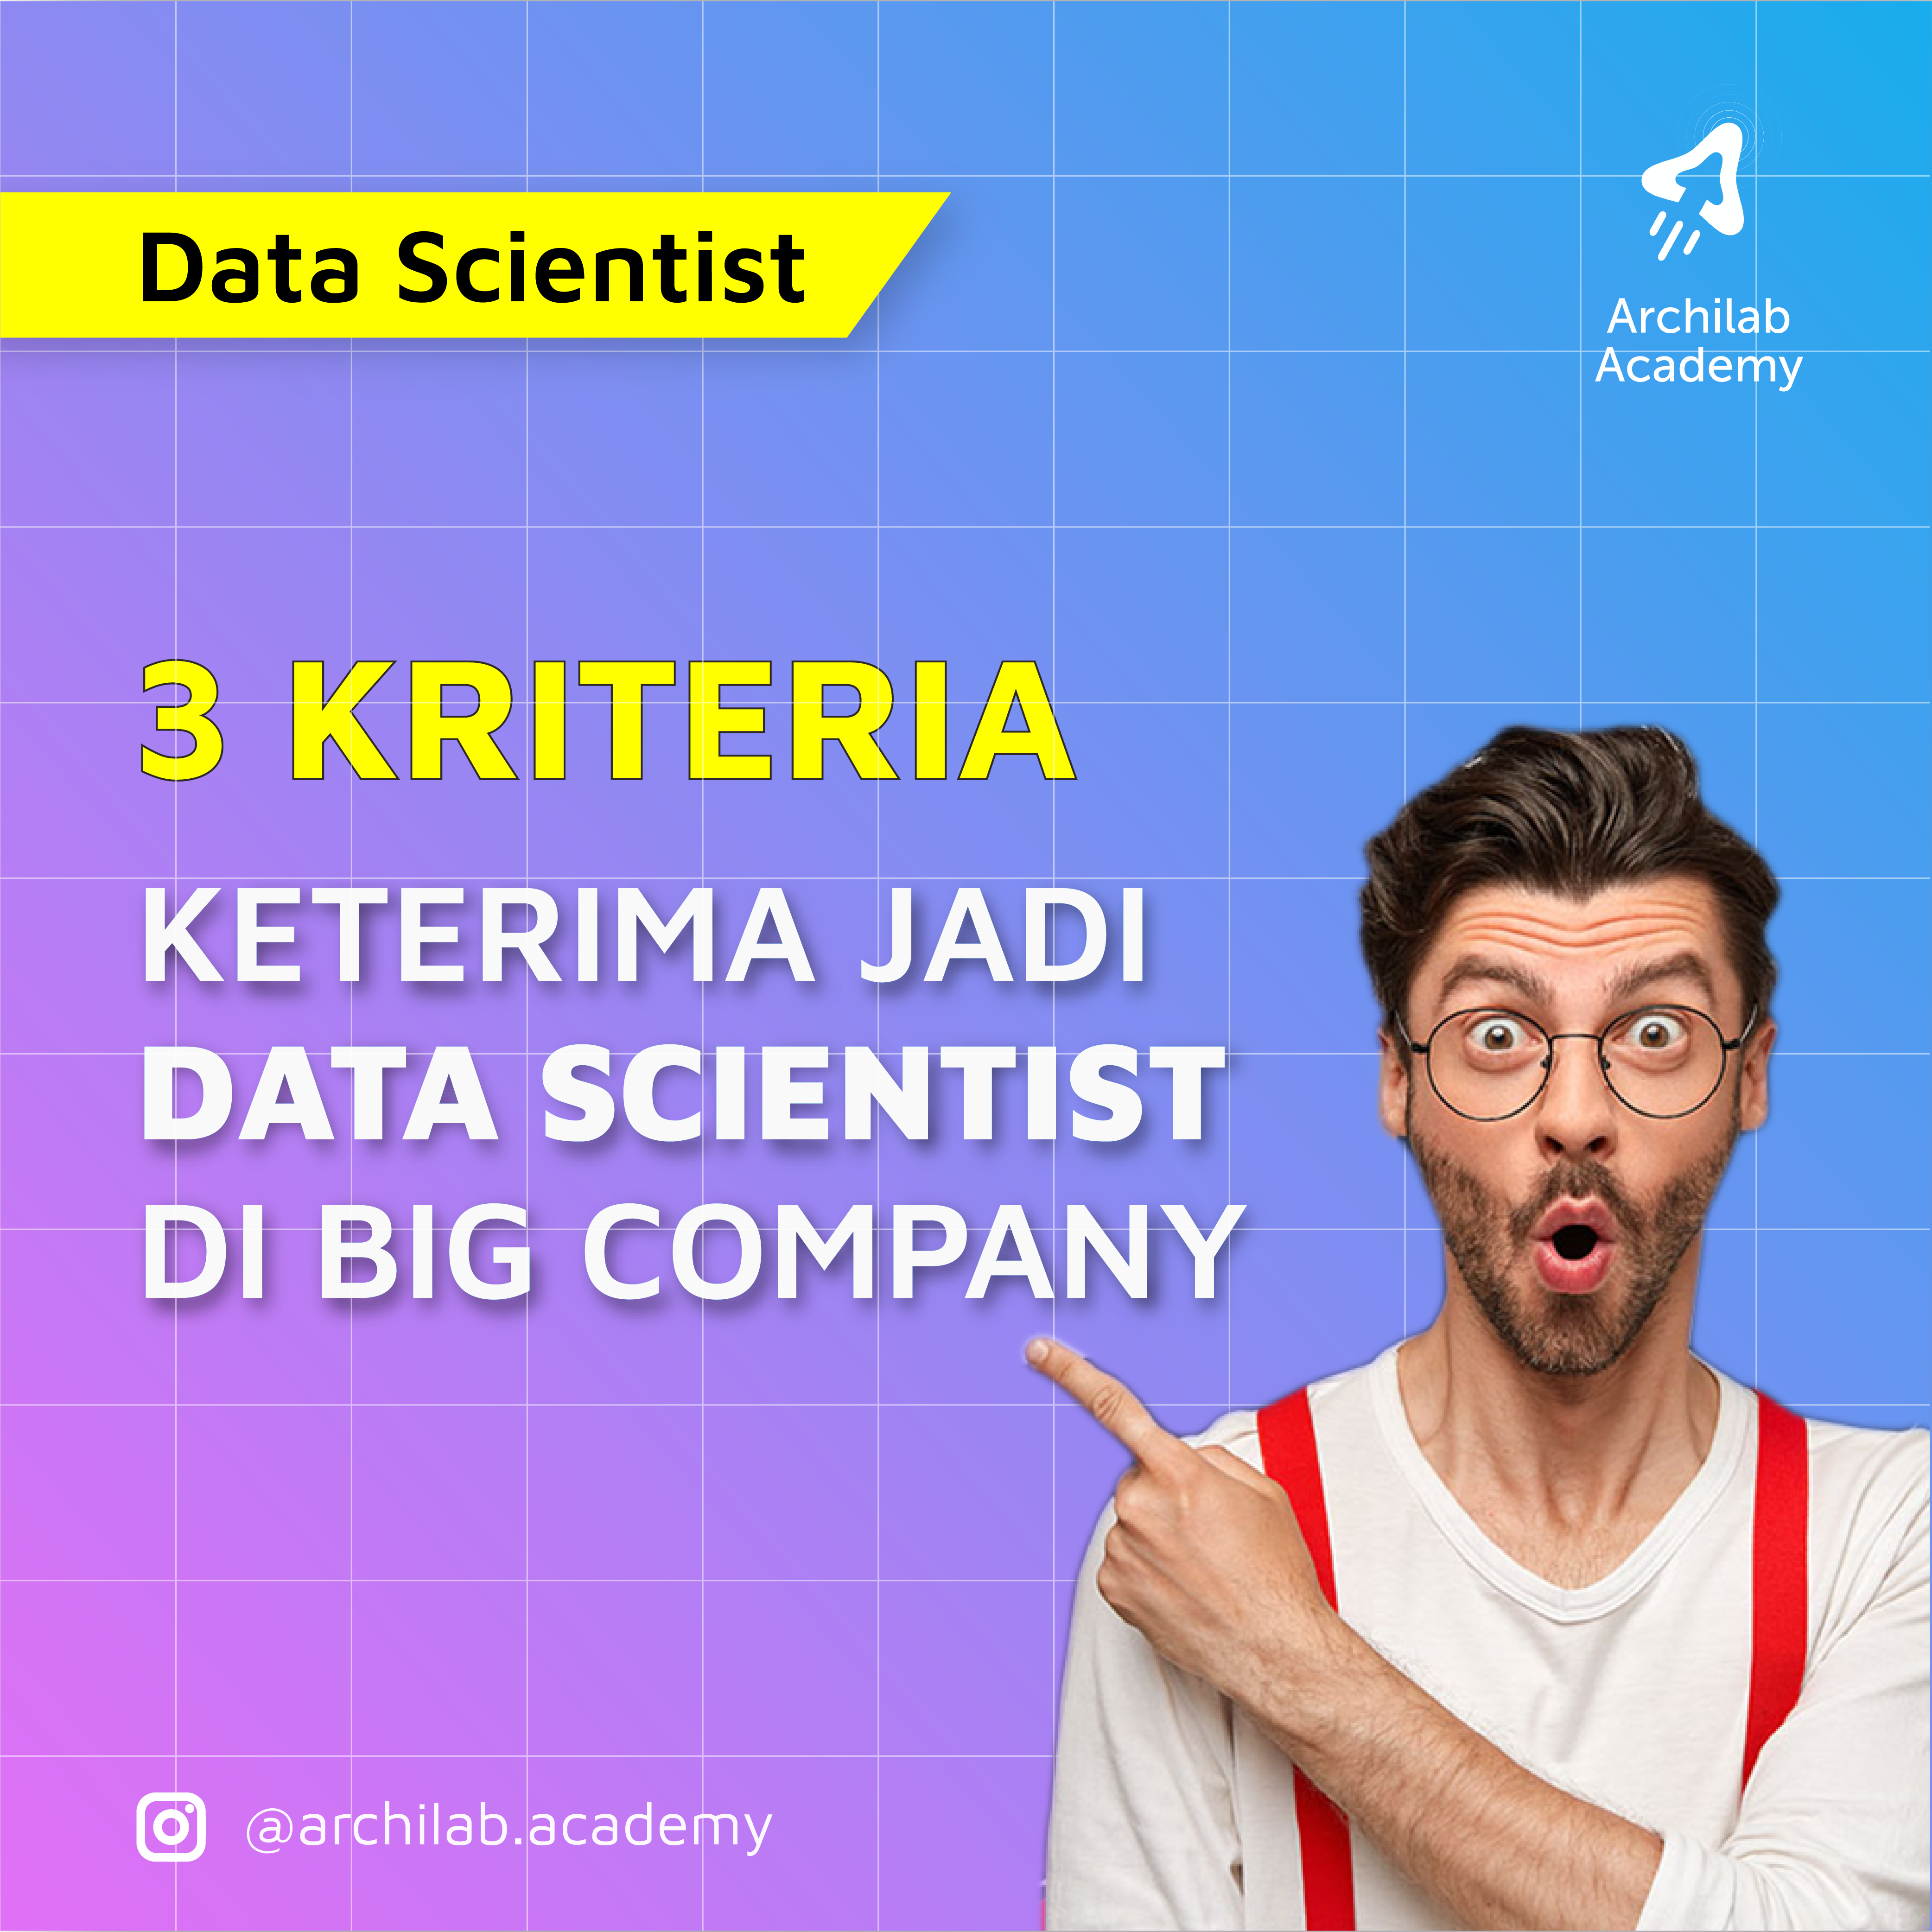 Data Scientist
Archilab
Academy
3 KRITERIA
KETERIMA JADI
DATA SCIENTIST
DI BIG COMPANY
@archilab.academy